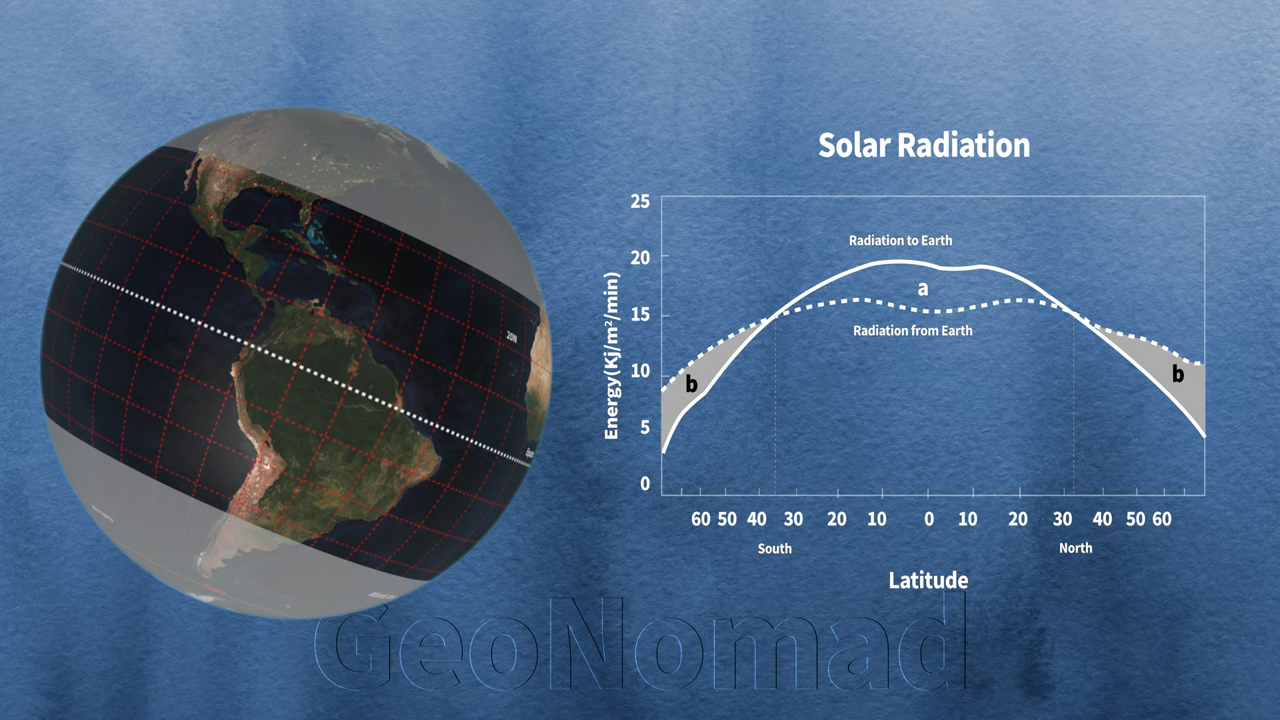 Solar Radiation
25
20
15
10
5
0
Energy(Kj/m²/min)
Radiation to Earth
a
Radiation from Earth
b
b
60 50 40 30 20 10 0 10 20 30 40 50 60
South
North
Latitude
20N
GeoNomad